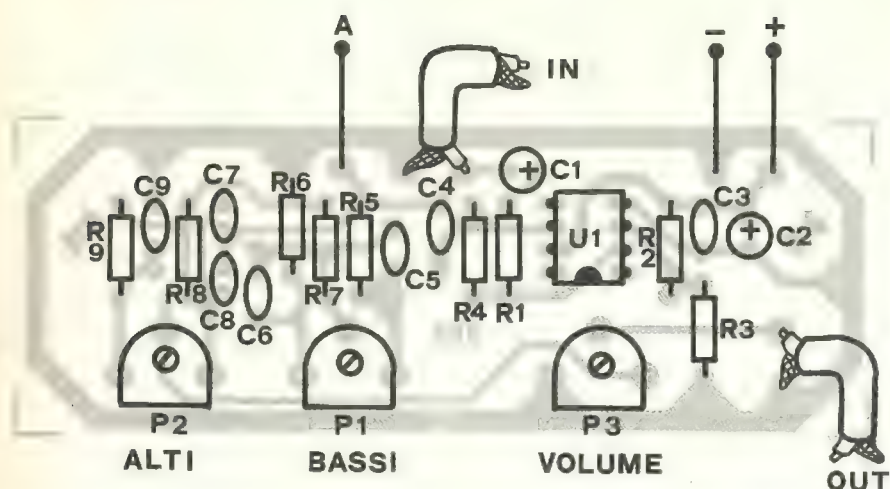 A
IN
- +
C9
C7
R6
R5
C4
C1
C3
R9
U1
R2
C2
C5
R8
R7
C8
C6
R4
R1
R3
P2
P1
P3
ALTI
BASSI
VOLUME
OUT